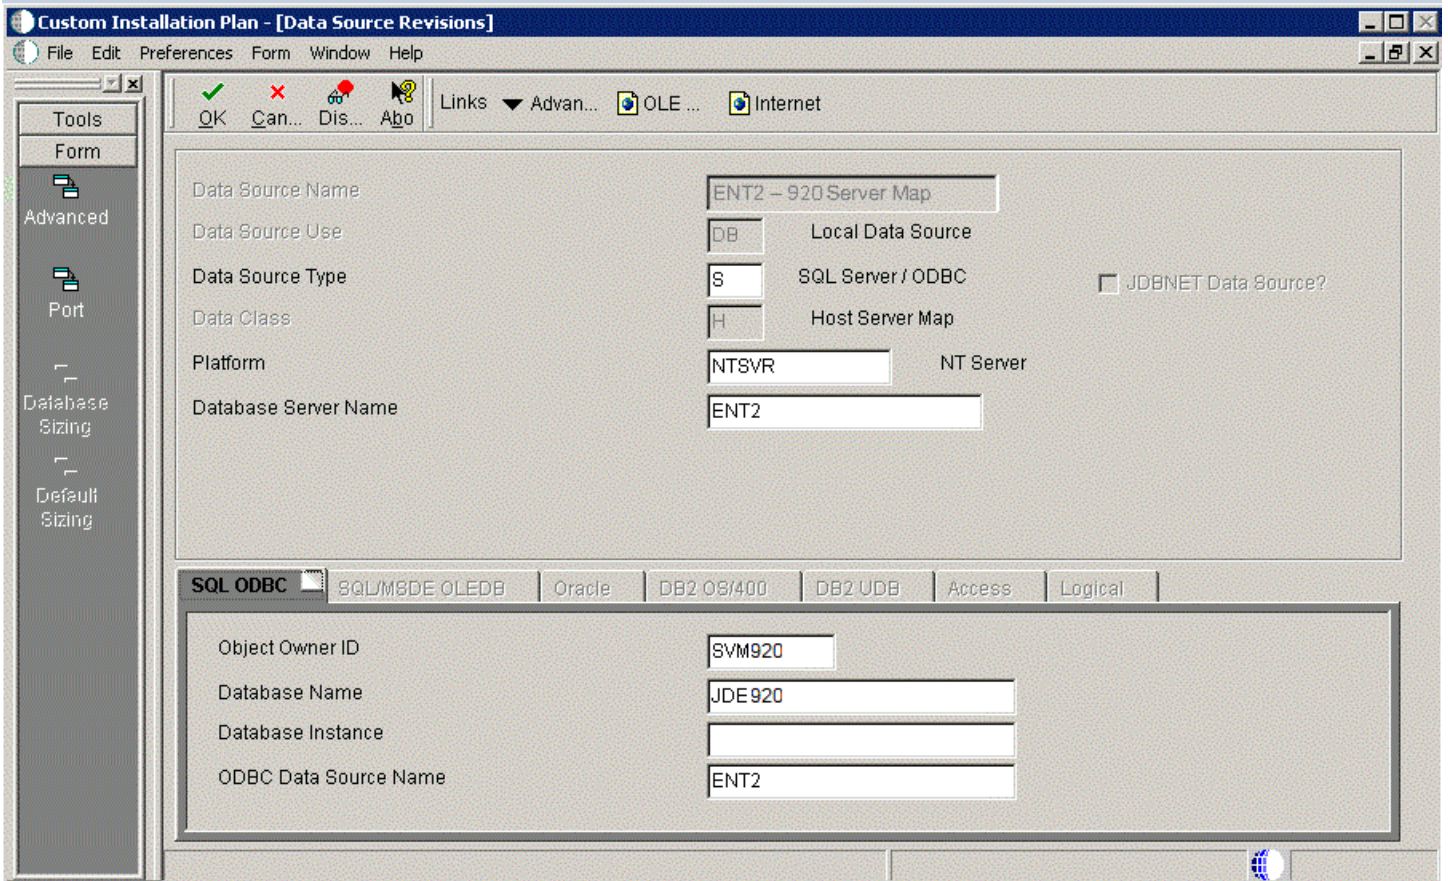 Custom Installation Plan - [Data Source Revisions]
File Edit Preferences Form Window Help
Tools
Form
Advanced
Port
Database
Sizing
Default
Sizing
OK Can... Dis... Abo Links Advan... OLE ... Internet
Data Source Name ENT2 – 920 Server Map
Data Source Use DB Local Data Source
Data Source Type S SQL Server / ODBC JDBNET Data Source?
Data Class H Host Server Map
Platform NTSVR NT Server
Database Server Name ENT2
SQL ODBC SQL/MSDE OLEDB Oracle DB2 OS/400 DB2 UDB Access Logical
Object Owner ID SVM920
Database Name JDE920
Database Instance
ODBC Data Source Name ENT2